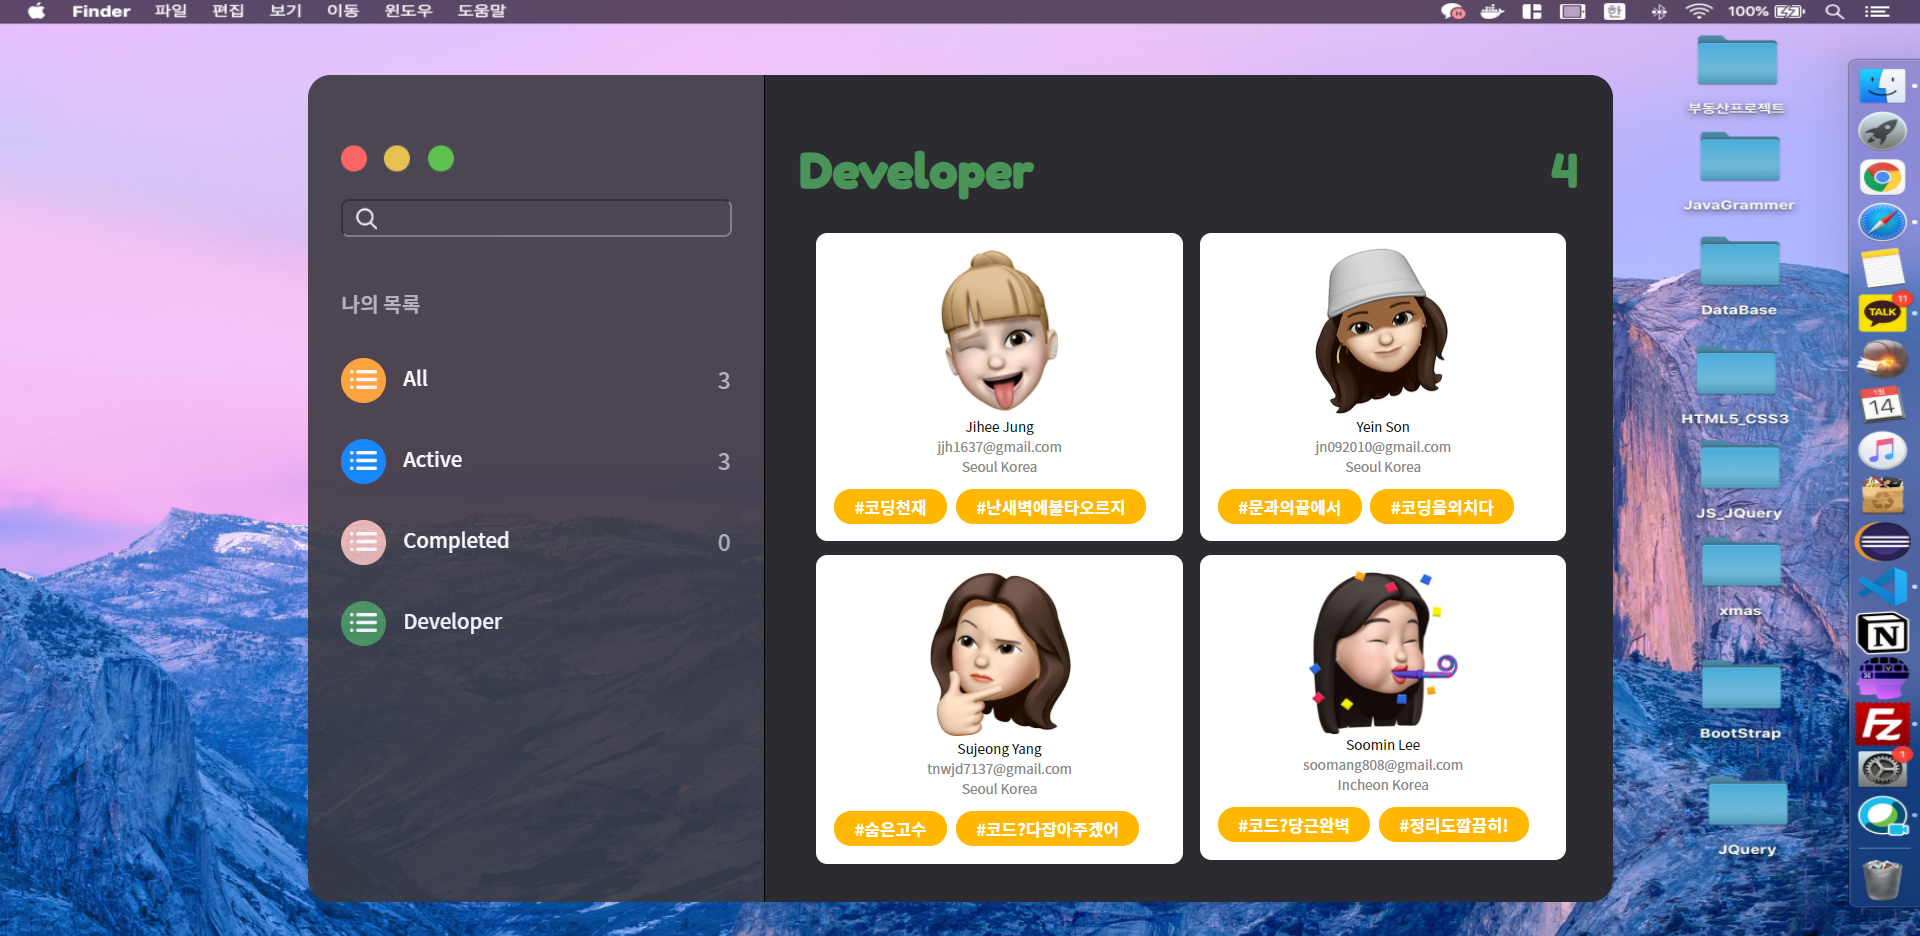 Finder 파일 편집 보기 이동 윈도우 도움말
한 100%
나의 목록
All 3
Active 3
Completed 0
Developer
Developer 4
Jihee Jung
jjh1637@gmail.com
Seoul Korea
#코딩천재 #난새벽에불타오르지
Yein Son
jn092010@gmail.com
Seoul Korea
#문과의끝에서 #코딩을외치다
Sujeong Yang
tnwjd7137@gmail.com
Seoul Korea
#숨은고수 #코드?다잡아주겠어
Soomin Lee
soomang808@gmail.com
Incheon Korea
#코드?당근완벽 #정리도깔끔히!
부동산프로젝트
JavaGrammer
DataBase
HTML5_CSS3
JS_JQuery
xmas
BootStrap
JQuery
11
TALK
1월
14
N
V
FZ
1